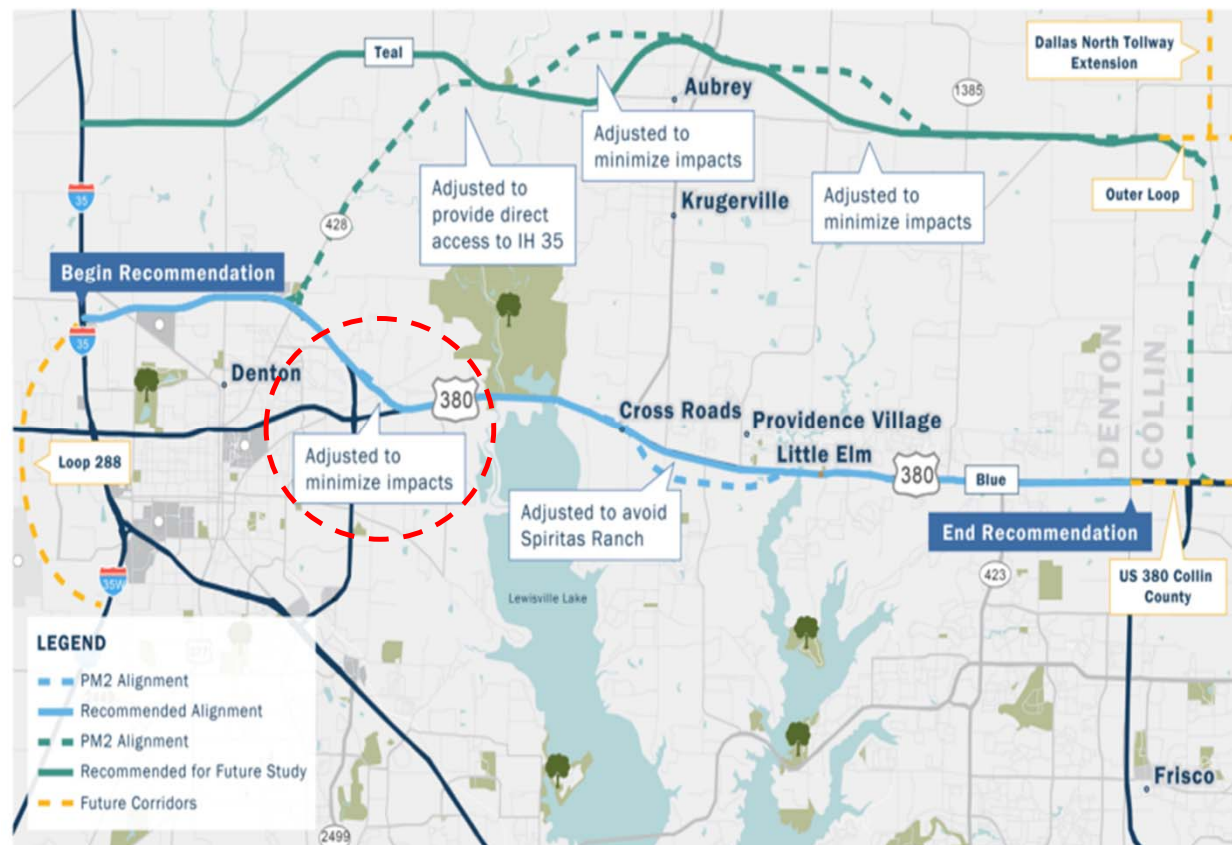 Teal
Dallas North Tollway
Extension
1385
Aubrey
Adjusted to
minimize impacts
Adjusted to
provide direct
access to IH 35
Adjusted to
minimize impacts
Outer Loop
35
428
Krugerville
Begin Recommendation
35
Denton
380
Cross Roads
Providence Village
Little Elm
DENTON
COLLIN
Loop 288
Adjusted to
minimize impacts
380
Blue
Adjusted to avoid
Spiritas Ranch
End Recommendation
35W
423
US 380 Collin
County
Lewisville Lake
LEGEND
PM2 Alignment
Recommended Alignment
PM2 Alignment
Recommended for Future Study
Future Corridors
Frisco
2499